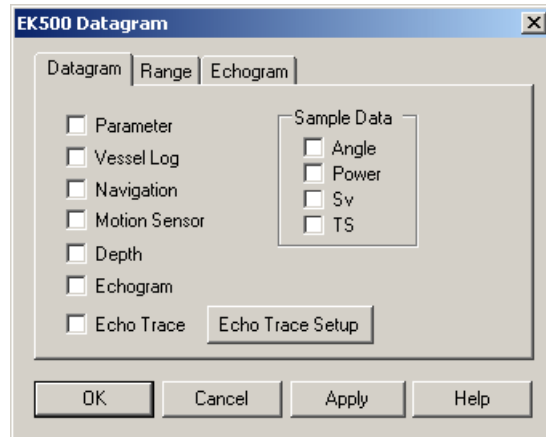 EK500 Datagram
Datagram Range Echogram
Parameter
Vessel Log
Navigation
Motion Sensor
Depth
Echogram
Echo Trace
Echo Trace Setup
Sample Data
Angle
Power
Sv
TS
OK
Cancel
Apply
Help